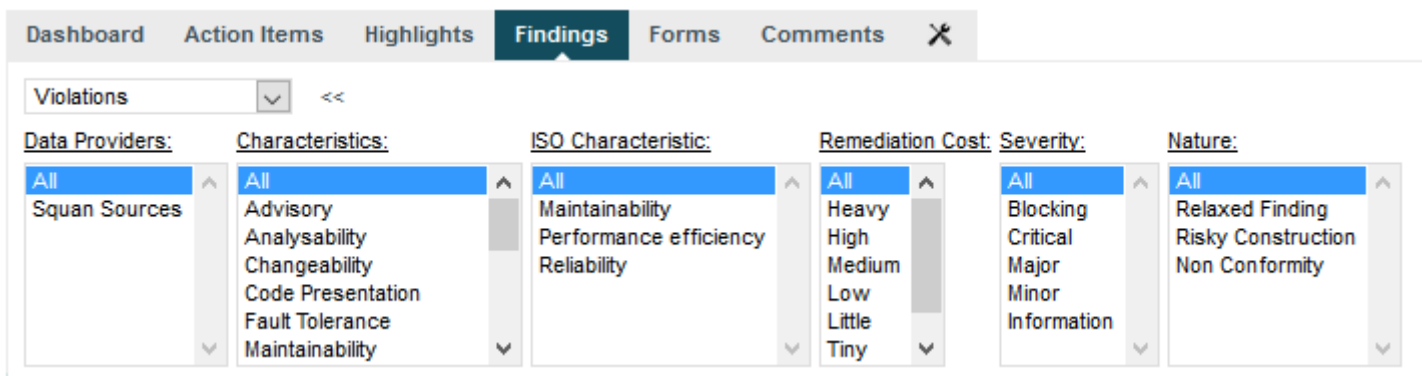 Dashboard Action Items Highlights Findings Forms Comments
Violations <<
Data Providers: Characteristics: ISO Characteristic: Remediation Cost: Severity: Nature:
All All All All All All
Squan Sources Advisory Maintainability Heavy Blocking Relaxed Finding
Analysability Performance efficiency High Critical Risky Construction
Changeability Reliability Medium Major Non Conformity
Code Presentation Low Minor
Fault Tolerance Little Information
Maintainability Tiny